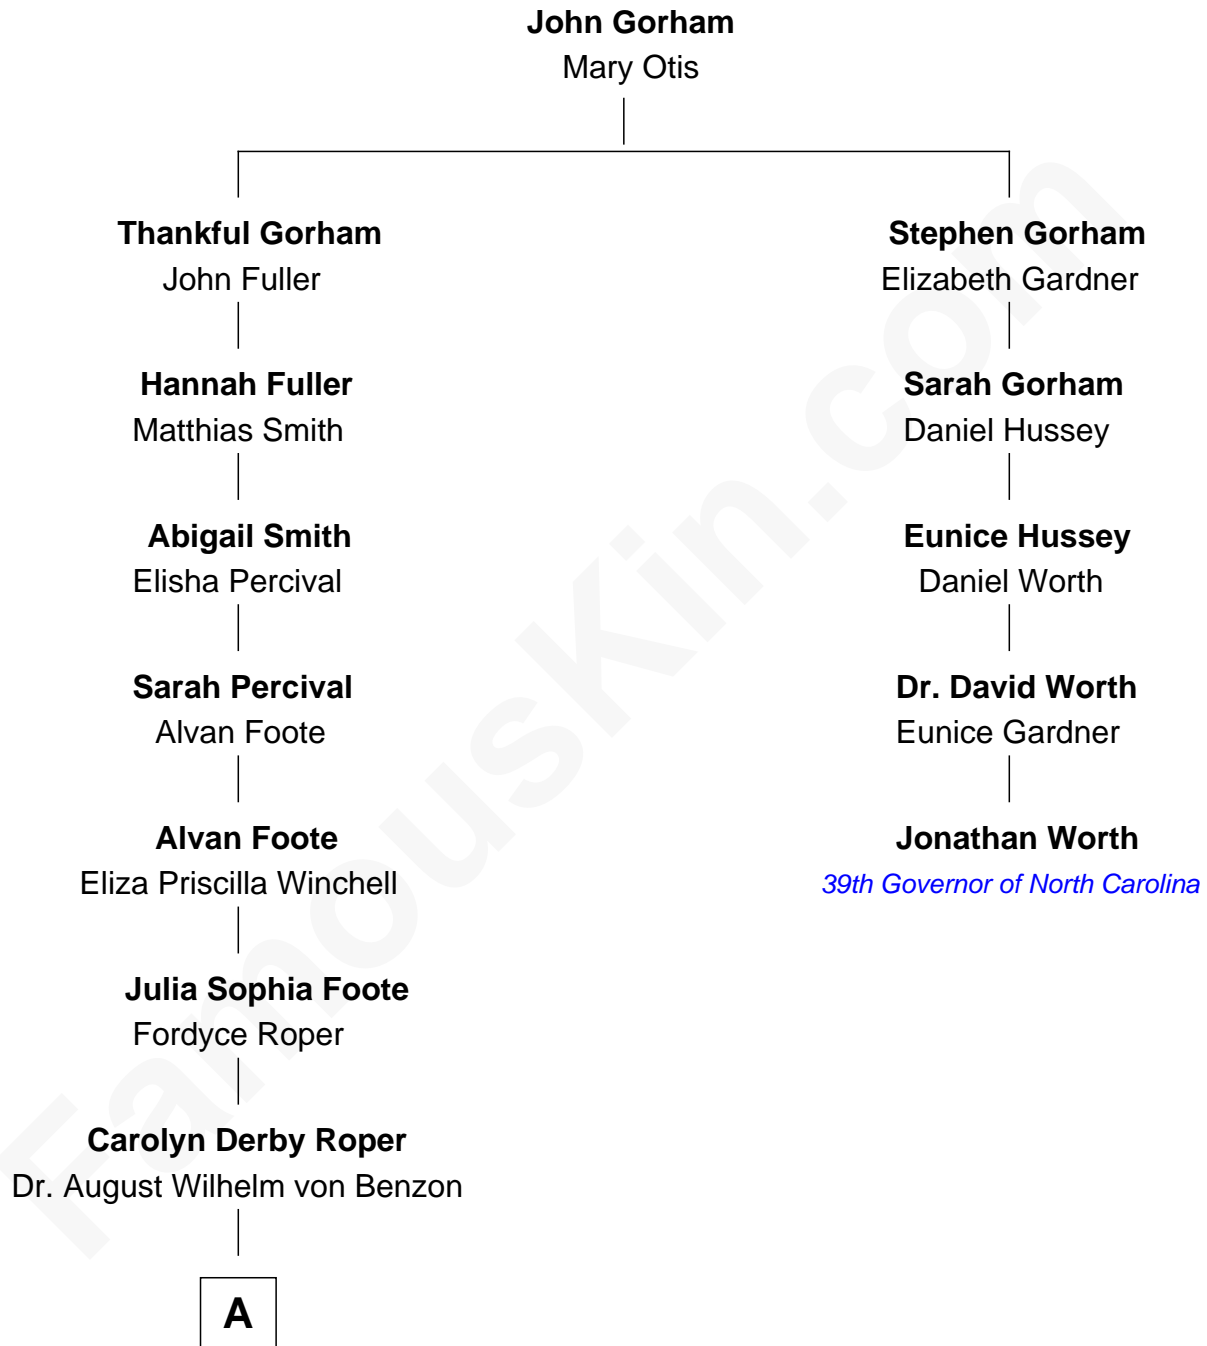 John Gorham
Mary Otis
Thankful Gorham
John Fuller
Stephen Gorham
Elizabeth Gardner
Hannah Fuller
Matthias Smith
Sarah Gorham
Daniel Hussey
Abigail Smith
Elisha Percival
Eunice Hussey
Daniel Worth
Sarah Percival
Alvan Foote
Dr. David Worth
Eunice Gardner
Alvan Foote
Eliza Priscilla Winchell
Jonathan Worth
39th Governor of North Carolina
Julia Sophia Foote
Fordyce Roper
Carolyn Derby Roper
Dr. August Wilhelm von Benzon
A
FamousKin.com